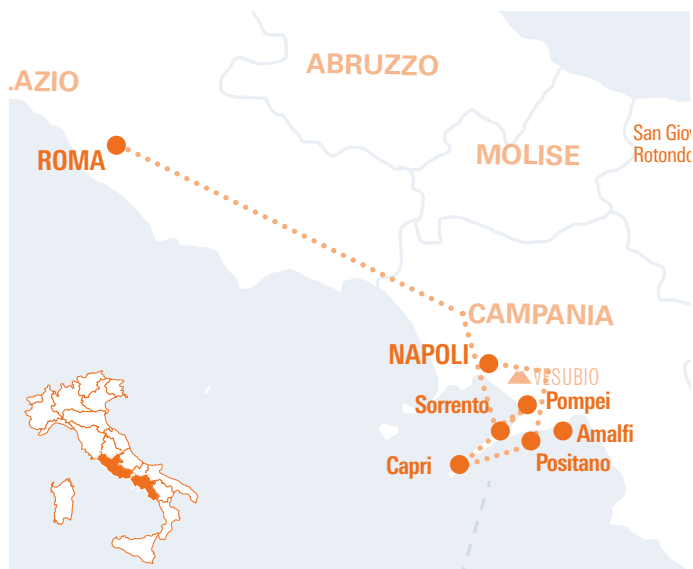 ABRUZZO
.AZIO
San Giov
Rotondo
ROMA
MOLISE
CAMPANIA
NAPOLI
VESUBIO
Sorrento
Pompei
Amalfi
Capri
Positano